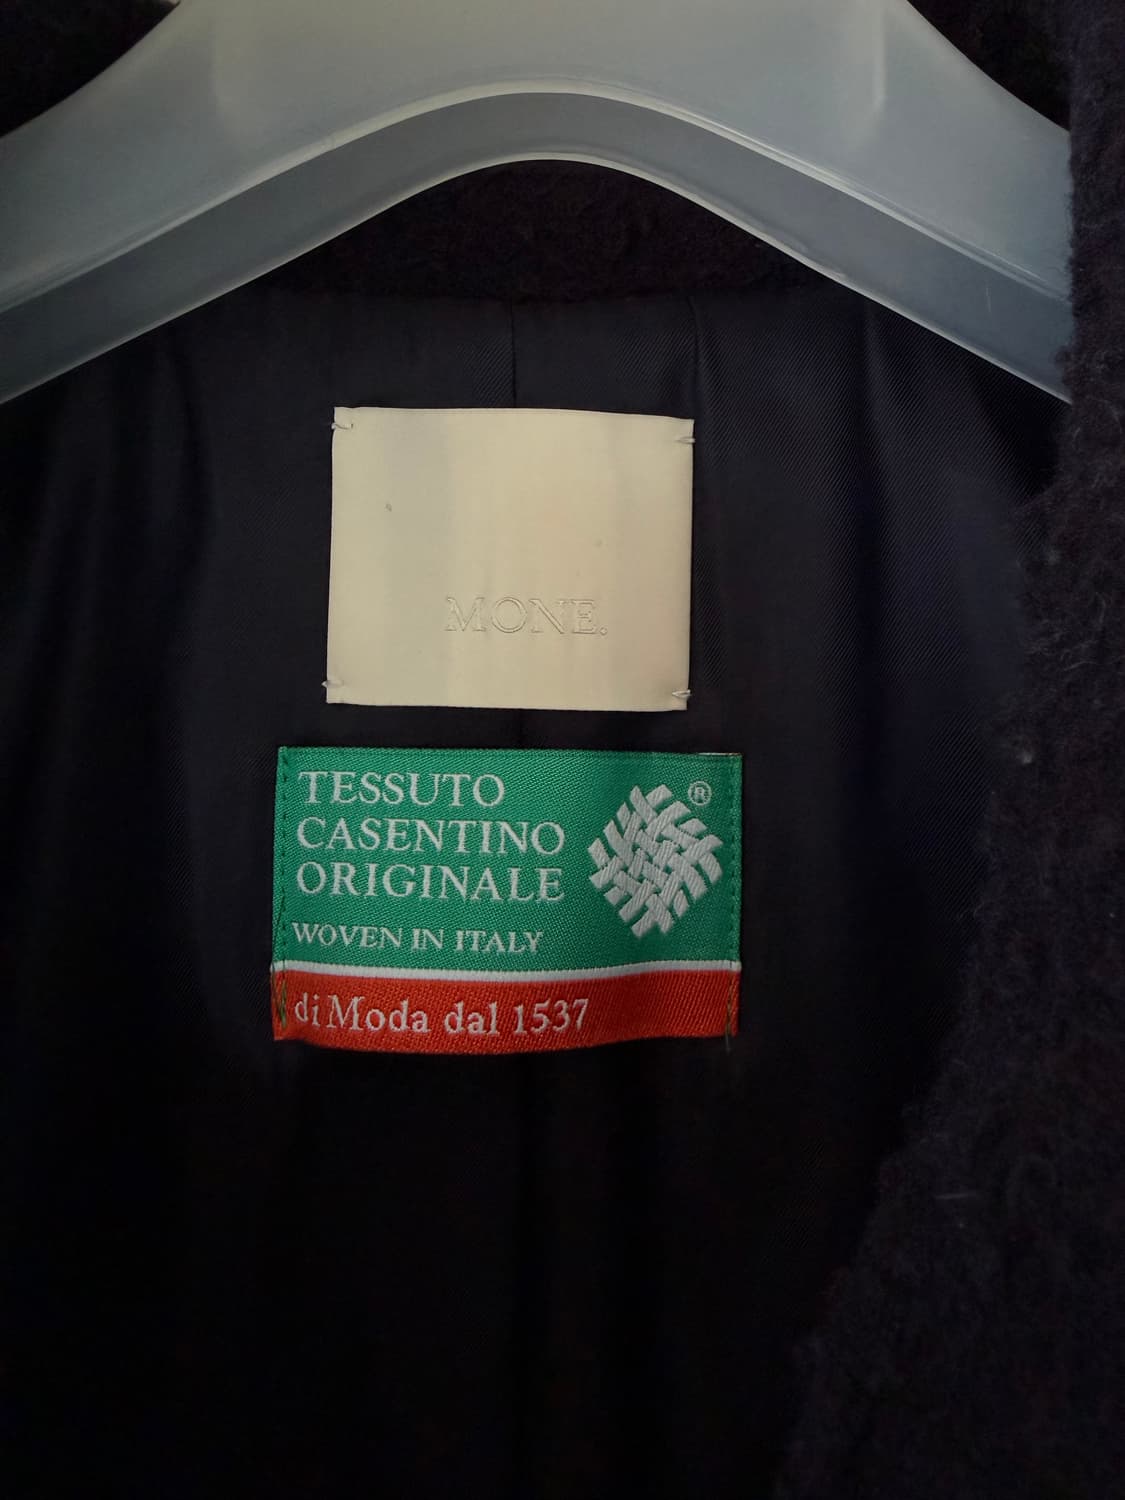 MONE.
TESSUTO
CASENTINO
ORIGINALE
®
WOVEN IN ITALY
di Moda dal 1537